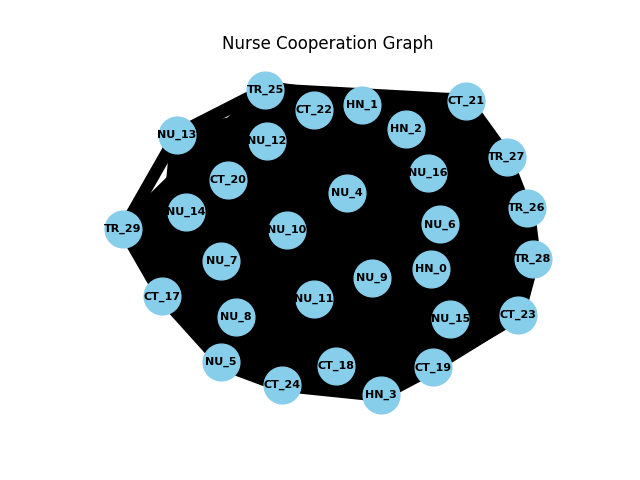 Nurse Cooperation Graph
TR_25
CT_21
HN_1
CT_22
HN_2
NU_13
NU_12
TR_27
NU_16
CT_20
NU_4
TR_26
NU_14
NU_6
TR_29
NU_10
TR_28
NU_7
HN_0
NU_9
CT_17
NU_11
CT_23
NU_8
NU_15
NU_5
CT_18
CT_19
CT_24
HN_3